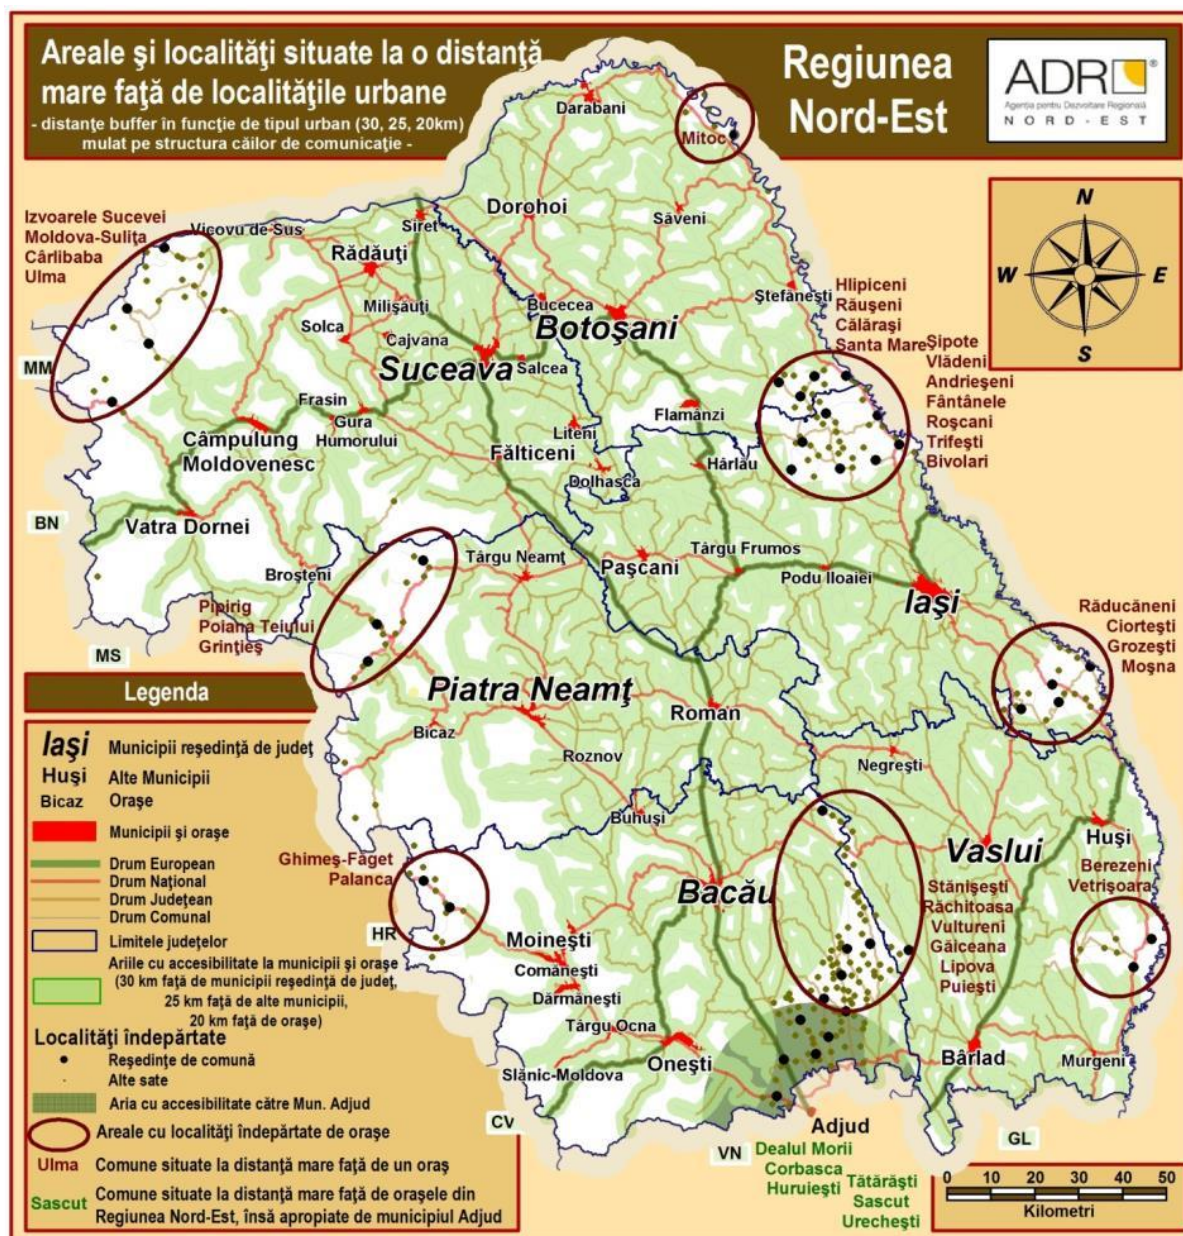 Areale şi localităţi situate la o distanţă
mare faţă de localităţile urbane
- distanţe buffer în funcţie de tipul urban (30, 25, 20km)
mulat pe structura căilor de comunicaţie -
Regiunea
Nord-Est
ADR
®
Agenţia pentru Dezvoltare Regională
NORD-EST
N
W
E
S
Darabani
Mitoc
Izvoarele Sucevei
Moldova-Suliţa
Cârlibaba
Ulma
Vicovu de Sus
Siret
Dorohoi
Săveni
Rădăuţi
Milişăuţi
Bucecea
Ştefăneşti
Botoşani
Solca
Cajvana
Suceava
Salcea
Hlipiceni
Răuşeni
Călăraşi
Santa Mare
Şipote
Vlădeni
Andrieşeni
Fântânele
Roşcani
Trifeşti
Bivolari
MM
Frasin
Gura
Humorului
Câmpulung
Moldovenesc
Liteni
Flamânzi
Fălticeni
Hârlău
Dolhasca
BN
Vatra Dornei
Broşteni
Târgu Neamţ
Paşcani
Târgu Frumos
Podu Iloaiei
Iaşi
Pipirig
Poiana Teiului
Grinţieş
MS
Răducăneni
Ciorteşti
Grozeşti
Moşna
Piatra Neamţ
Roman
Bicaz
Roznov
Negreşti
Buhuşi
Huşi
Vaslui
Ghimeş-Făget
Palanca
Bacău
Berezeni
Vetrişoara
Stănişeşti
Răchitoasa
Vultureni
Găiceana
Lipova
Puieşti
HR
Moineşti
Comăneşti
Dărmăneşti
Târgu Ocna
Oneşti
Slănic-Moldova
Bârlad
Murgeni
CV
VN
GL
Adjud
Dealul Morii
Corbasca
Huruieşti
Tătărăşti
Sascut
Urecheşti
Legenda
Iaşi Municipii reşedinţă de judeţ
Huşi Alte Municipii
Bicaz Oraşe
Municipii şi oraşe
Drum European
Drum Naţional
Drum Judeţean
Drum Comunal
Limitele judeţelor
Ariile cu accesibilitate la municipii şi oraşe
(30 km faţă de municipii reşedinţă de judeţ,
25 km faţă de alte municipii,
20 km faţă de oraşe)
Localităţi îndepărtate
Reşedinţe de comună
Alte sate
Aria cu accesibilitate către Mun. Adjud
Areale cu localităţi îndepărtate de oraşe
Ulma Comune situate la distanţă mare faţă de un oraş
Sascut Comune situate la distanţă mare faţă de oraşele din
Regiunea Nord-Est, însă apropiate de municipiul Adjud
0 10 20 30 40 50
Kilometri